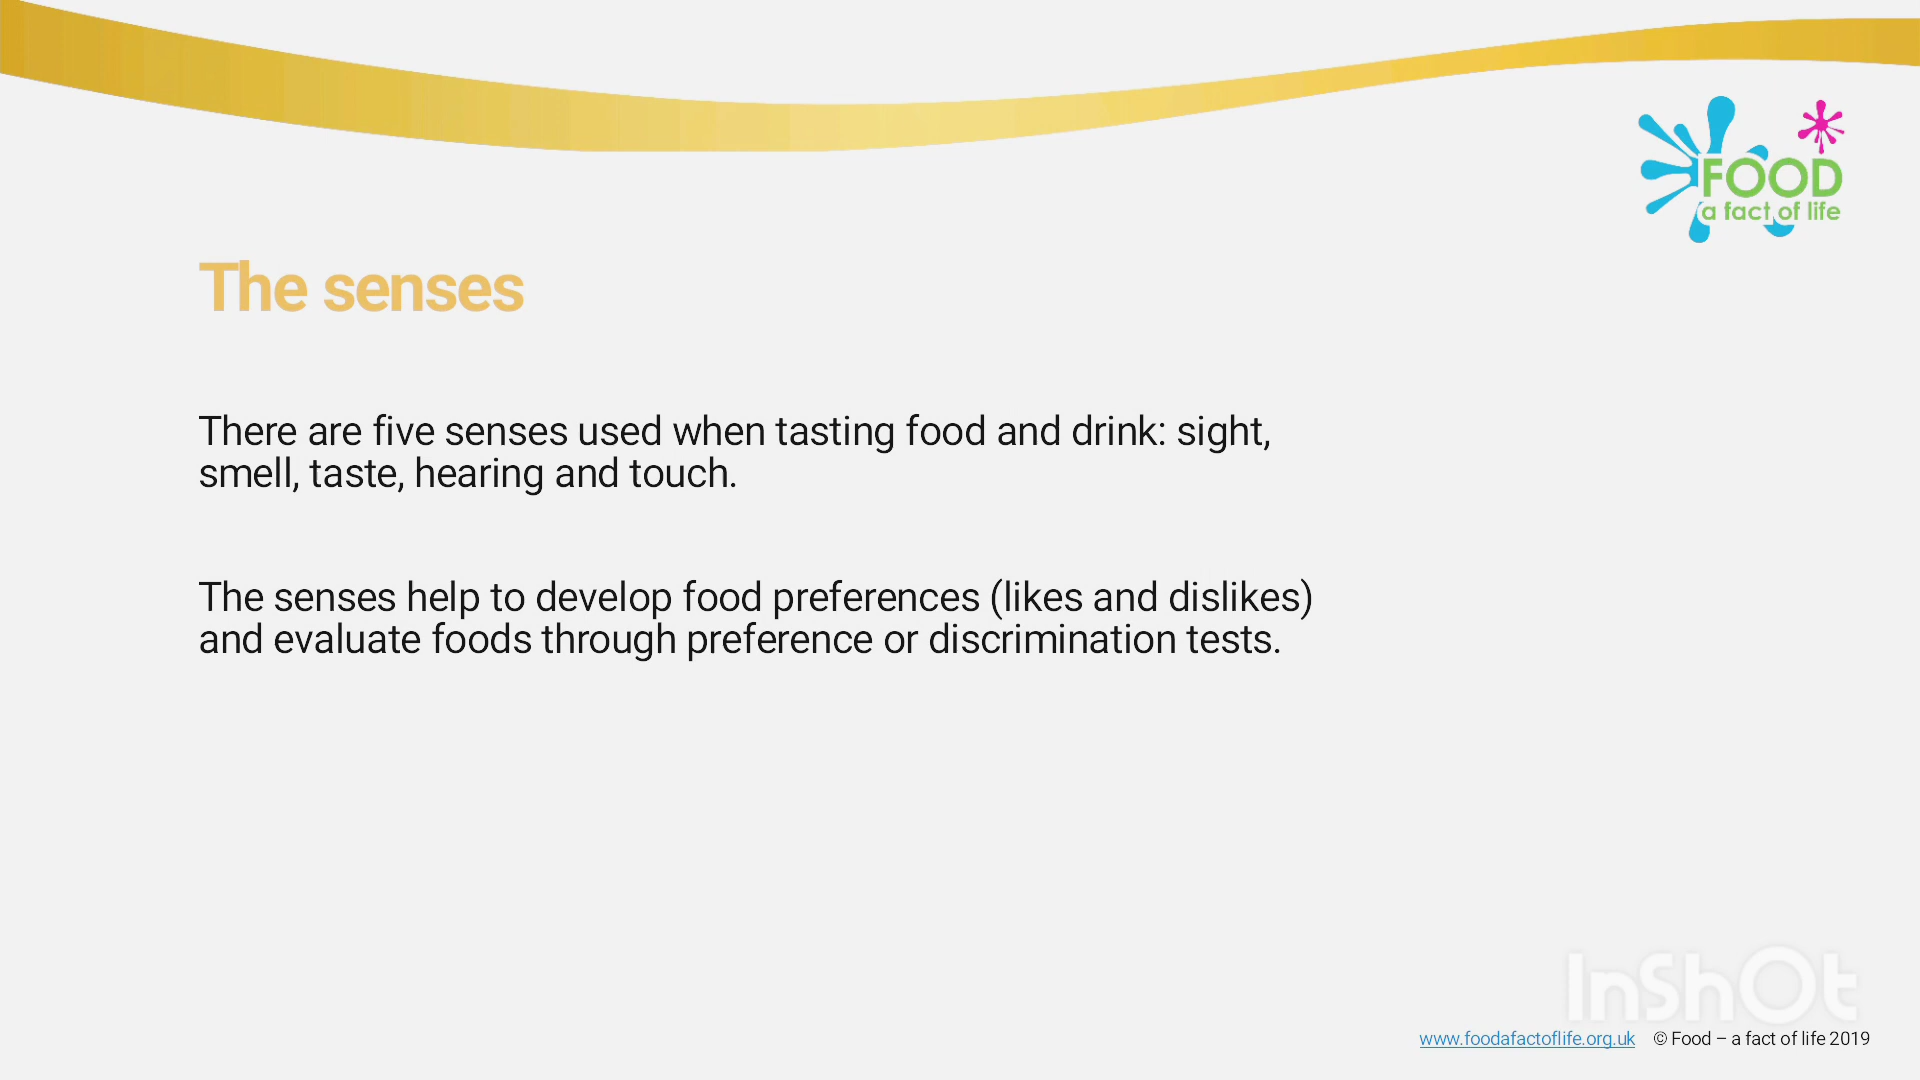 FOOD
a fact of life
The senses
There are five senses used when tasting food and drink: sight,
smell, taste, hearing and touch.
The senses help to develop food preferences (likes and dislikes)
and evaluate foods through preference or discrimination tests.
InShOt
www.foodafactoflife.org.uk © Food – a fact of life 2019